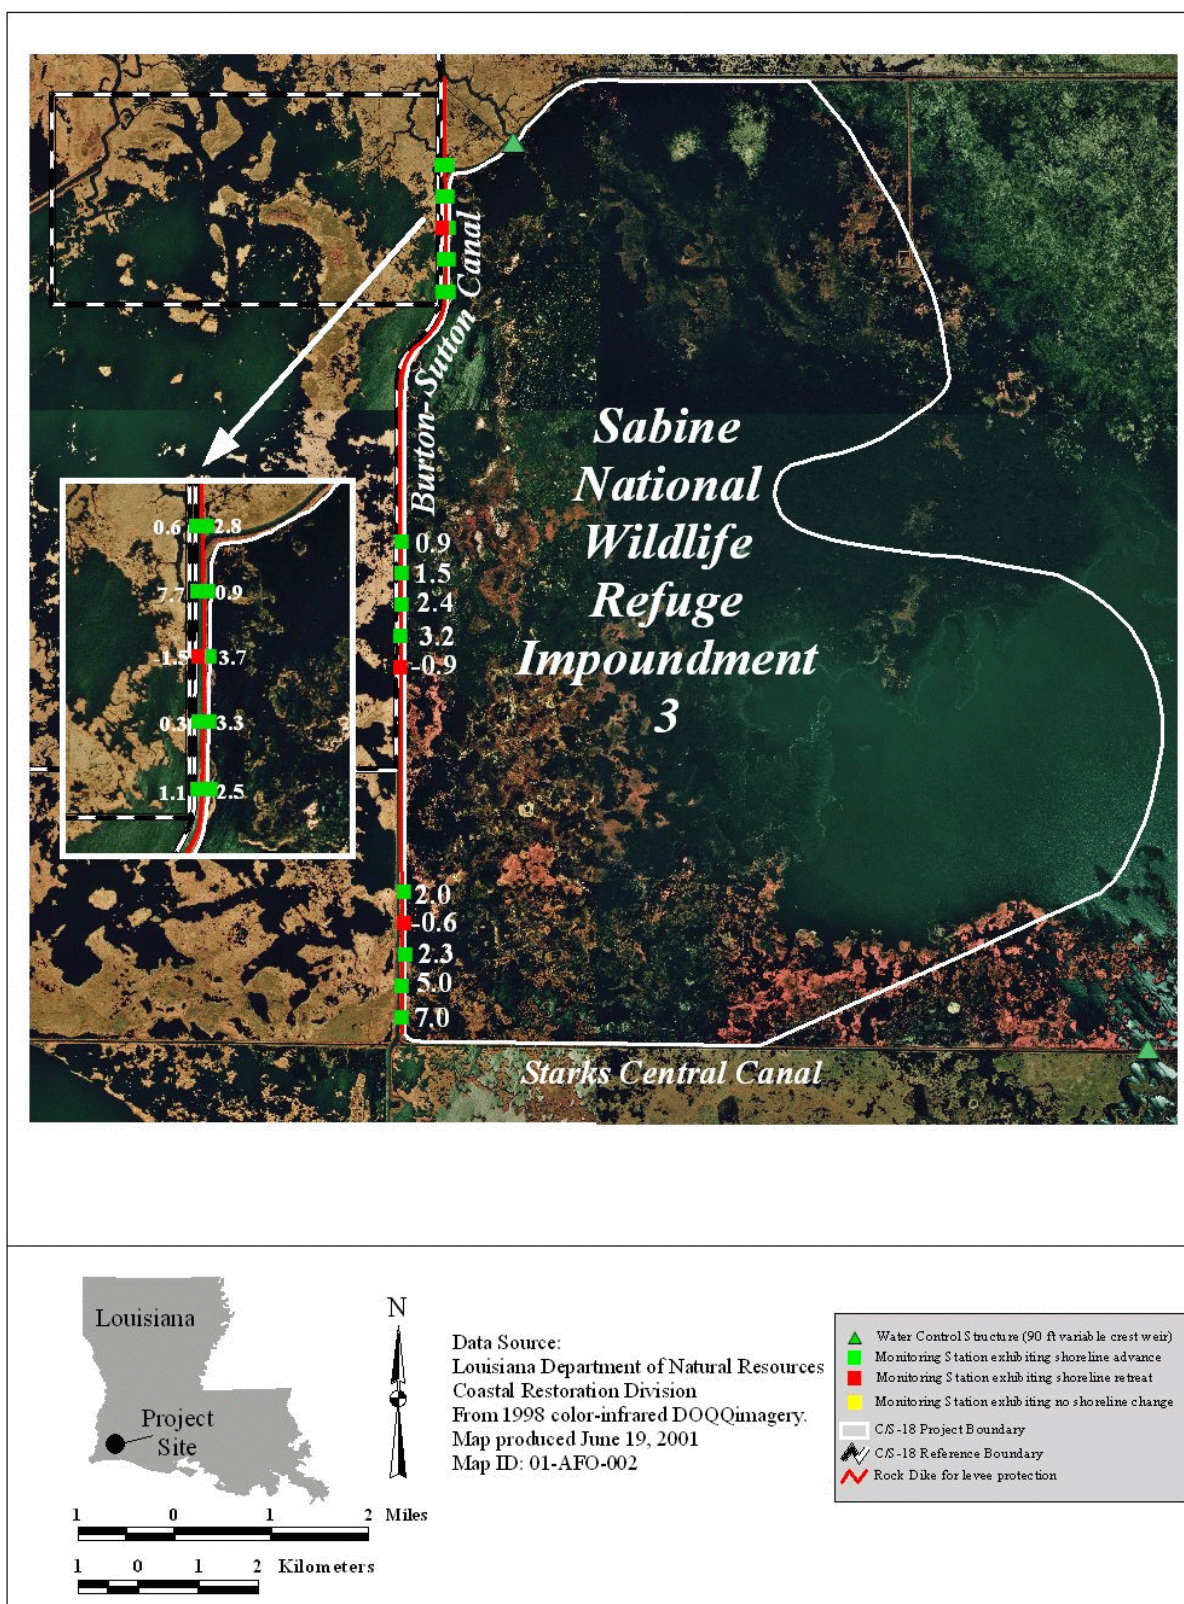 Burton-Sutton Canal
Sabine
National
Wildlife
Refuge
Impoundment
3
0.6 2.8
7.7 0.9
-1.5 3.7
0.3 3.3
1.1 2.5
0.9
1.5
2.4
3.2
-0.9
2.0
-0.6
2.3
5.0
7.0
Starks Central Canal
Louisiana
Project
Site
1 0 1 2 Miles
1 0 1 2 Kilometers
N
Data Source:
Louisiana Department of Natural Resources
Coastal Restoration Division
From 1998 color-infrared DOQQimagery.
Map produced June 19, 2001
Map ID: 01-AFO-002
Water Control Structure (90 ft variable crest weir)
Monitoring Station exhibiting shoreline advance
Monitoring Station exhibiting shoreline retreat
Monitoring Station exhibiting no shoreline change
C/S-18 Project Boundary
C/S-18 Reference Boundary
Rock Dike for levee protection